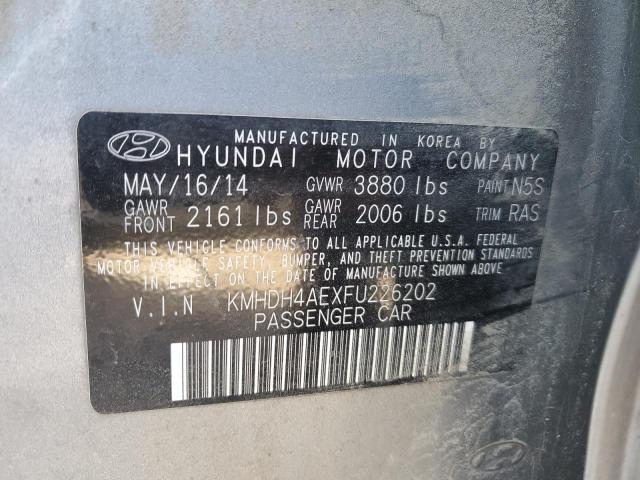 MANUFACTURED IN KOREA BY
HYUNDAI MOTOR COMPANY
MAY/16/14 GVWR 3880 lbs PAINT N5S
GAWR FRONT 2161 lbs GAWR REAR 2006 lbs TRIM RAS
THIS VEHICLE CONFORMS TO ALL APPLICABLE U.S.A. FEDERAL
MOTOR VEHICLE SAFETY, BUMPER, AND THEFT PREVENTION STANDARDS
IN EFFECT ON THE DATE OF MANUFACTURE SHOWN ABOVE.
V.I.N KMHDH4AEXFU226202
PASSENGER CAR